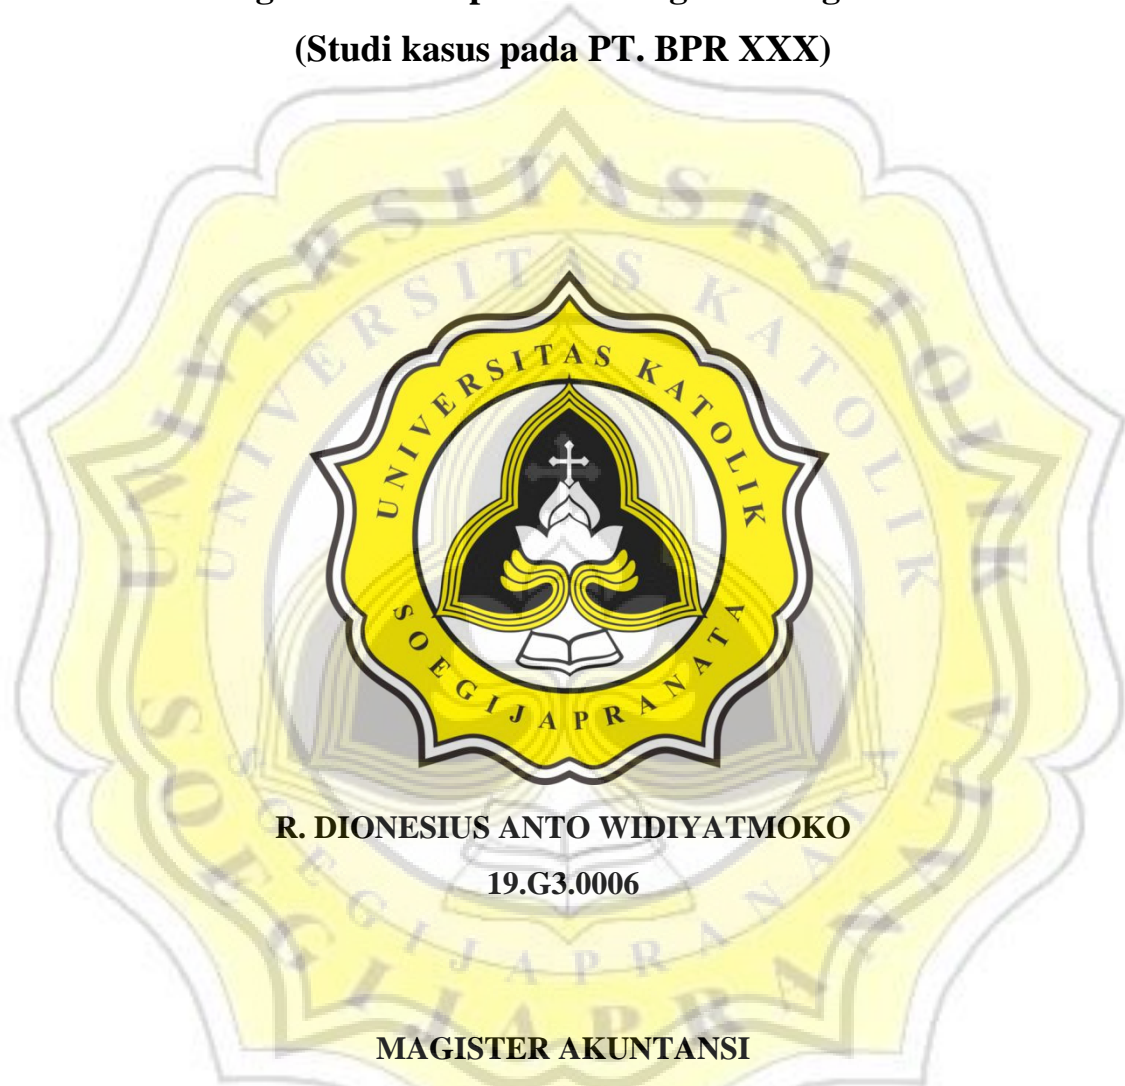 (Studi kasus pada PT. BPR XXX)
UNIVERSITAS KATOLIK
SOEGIJAPRANATA
R. DIONESIUS ANTO WIDIYATMOKO
19.G3.0006
MAGISTER AKUNTANSI